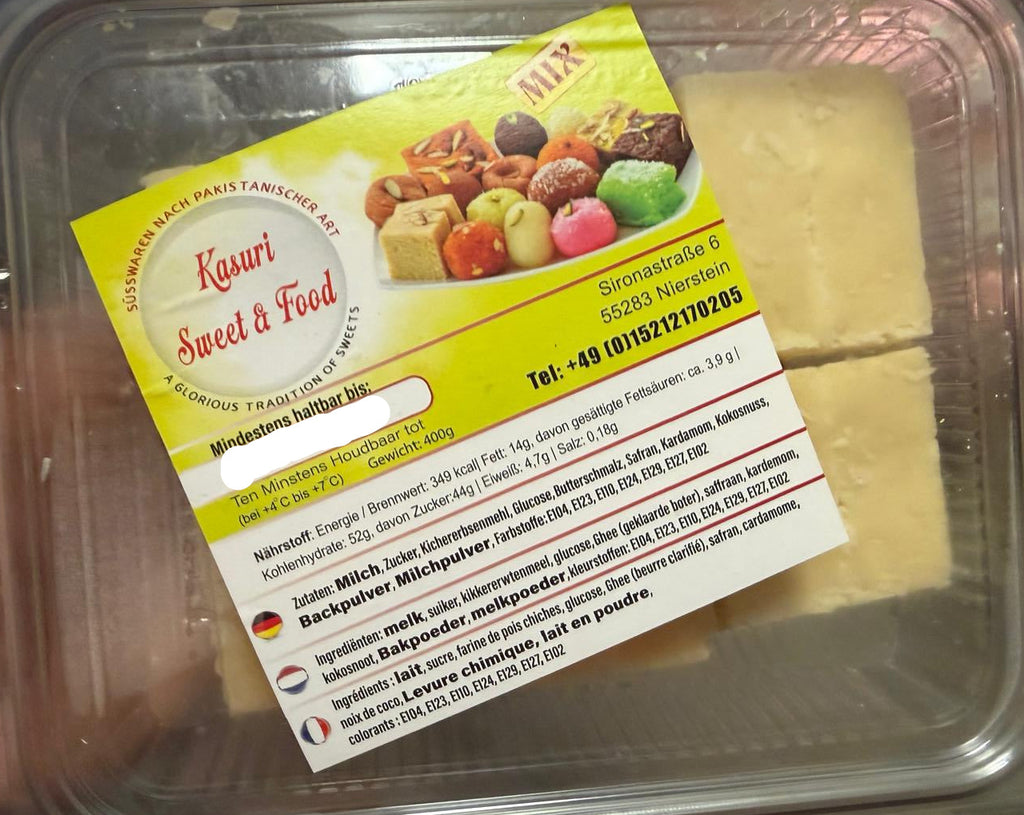 MIX
SÜSSWAREN NACH PAKISTANISCHER ART
Kasuri
Sweet & Food
A GLORIOUS TRADITION OF SWEETS
Sironastraße 6
55283 Nierstein
Tel: +49 (0)15212170205
Mindestens haltbar bis:
Ten Minstens Houdbaar tot
(bei +4°C bis +7°C) Gewicht: 400g
Nährstoff: Energie / Brennwert: 349 kcal| Fett: 14g, davon gesättigte Fettsäuren: ca. 3,9 g |
Kohlenhydrale: 52g, davon Zucker:44g | Eiweiß: 4,7g | Salz: 0,18g
Zutaten: Milch, Zucker, Kichererbsenmehl, Glucose, Butterschmalz, Safran, Kardamom, Kokosnuss,
Backpulver, Milchpulver, Farbstoffe: E104, E123, E110, E124, E129, E127, E102
Ingrediënten: melk, suiker, kikkererwtenmeel, glucose, Ghee (geklaarde boter), saffraan, kardemom,
kokosnoot, Bakpoeder, melkpoeder, kleurstoffen: E104, E123, E110, E124, E129, E127, E102
Ingrédients : lait, sucre, farine de pois chiches, glucose, Ghee (beurre clarifié), safran, cardamome,
noix de coco, Levure chimique, lait en poudre,
colorants : E104, E123, E110, E124, E129, E127, E102